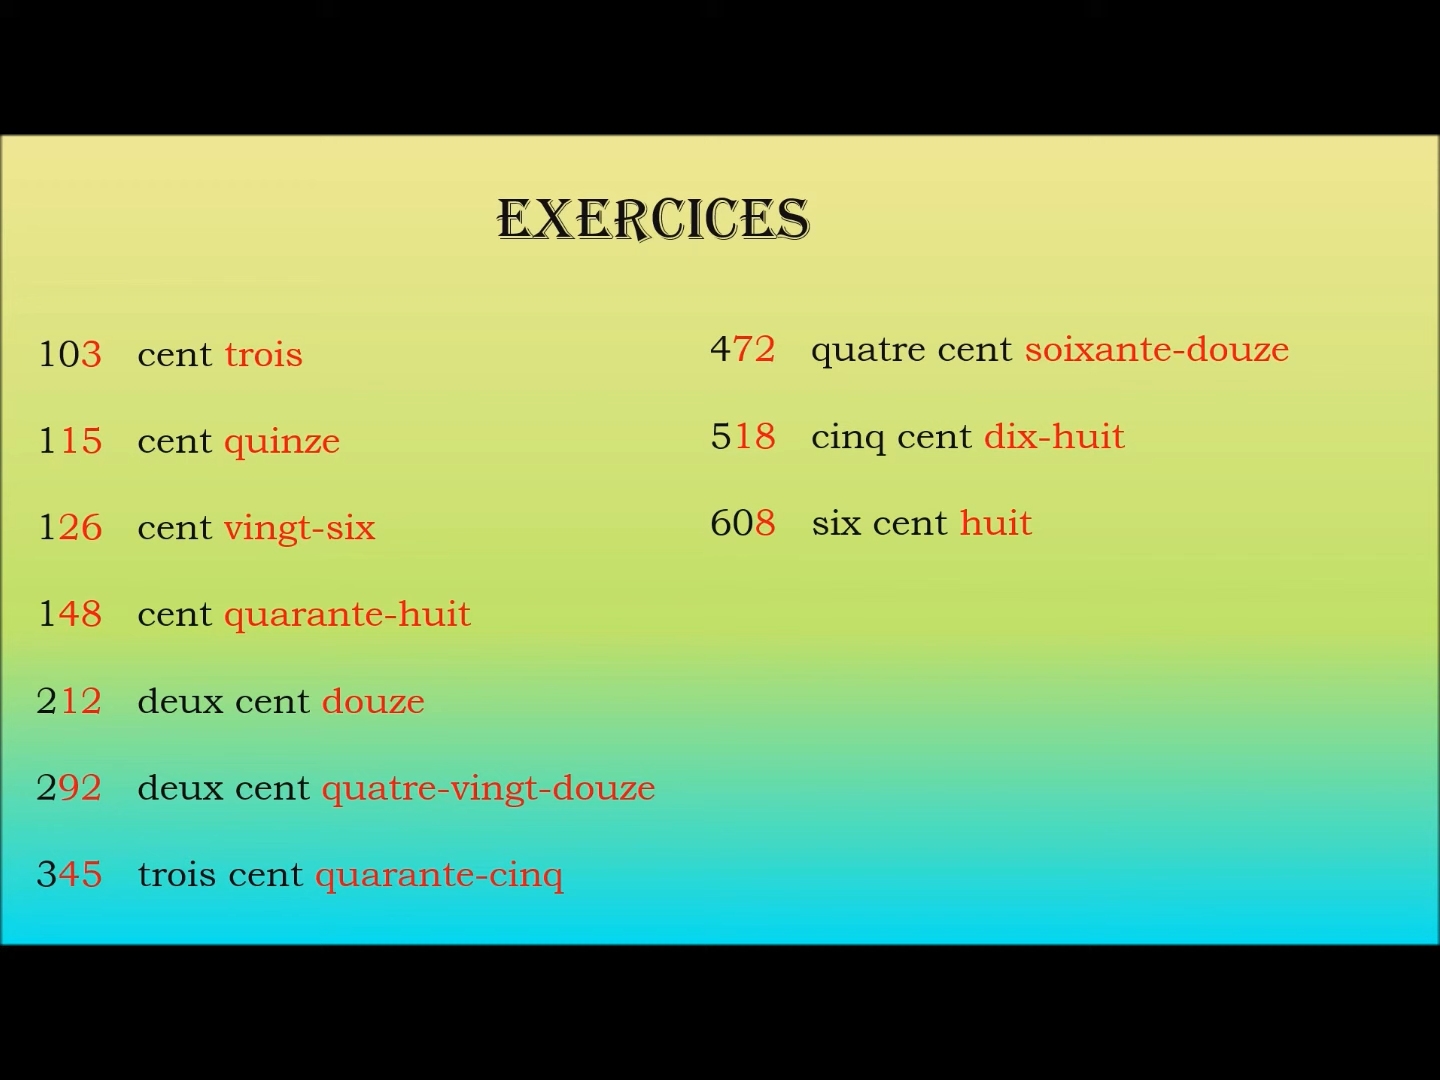 EXERCICES
103 cent trois
115 cent quinze
126 cent vingt-six
148 cent quarante-huit
212 deux cent douze
292 deux cent quatre-vingt-douze
345 trois cent quarante-cinq
472 quatre cent soixante-douze
518 cinq cent dix-huit
608 six cent huit